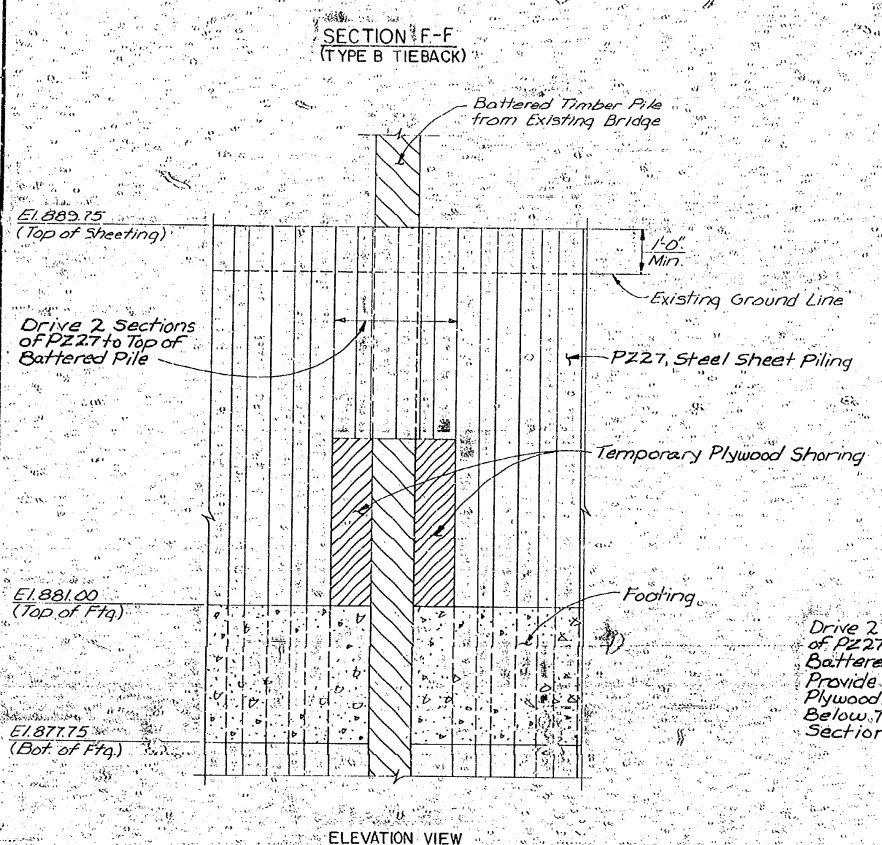 SECTION F-F
(TYPE B TIEBACK)
Battered Timber Pile
from Existing Bridge
El. 889.75
(Top of Sheeting)
1'-0"
Min.
Existing Ground Line
Drive 2 Sections
of PZ27 to Top of
Battered Pile
PZ27, Steel Sheet Piling
Temporary Plywood Shoring
El. 881.00
(Top of Ftg.)
Footing
Drive 2
of PZ27
Battere
Provide
Plywood
Below T
Section
El. 877.75
(Bot. of Ftg.)
ELEVATION VIEW